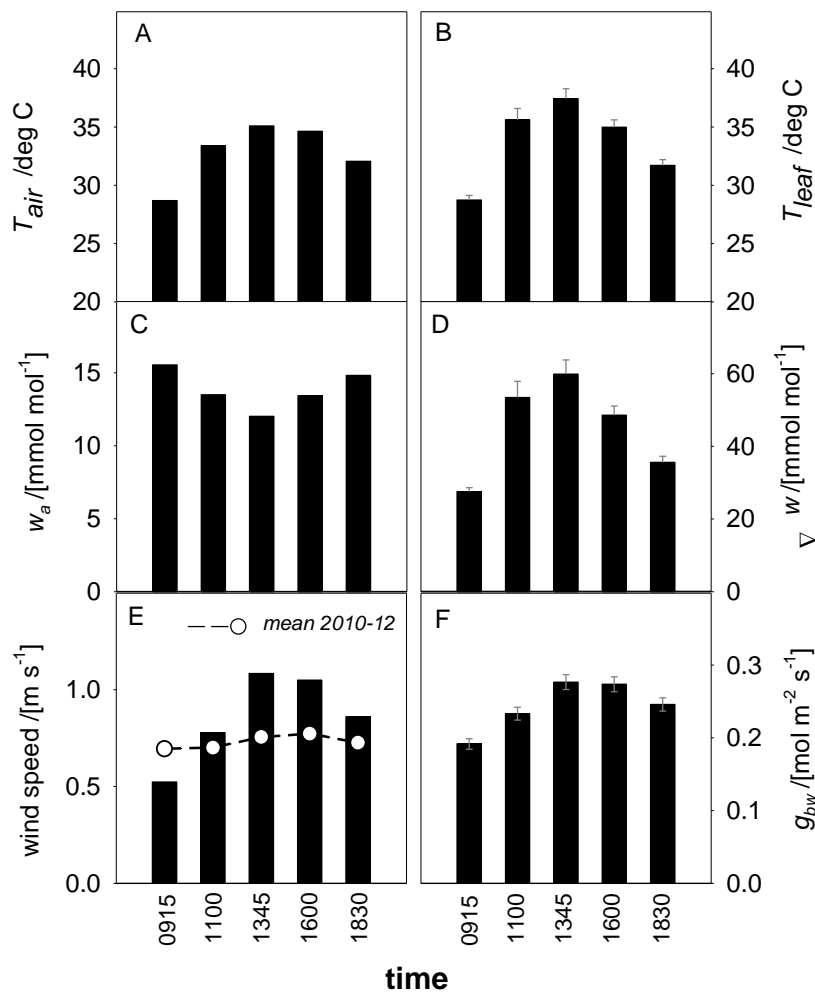 A
B
40
35
30
25
20
T_air /deg C
40
35
30
25
20
T_leaf /deg C
C
D
15
10
5
0
w_a /[mmol mol⁻¹]
60
40
20
0
∇ w /[mmol mol⁻¹]
E
mean 2010-12
F
1.0
0.5
0.0
wind speed /[m s⁻¹]
0.3
0.2
0.1
0.0
g_bw /[mol m⁻² s⁻¹]
0915
1100
1345
1600
1830
0915
1100
1345
1600
1830
time